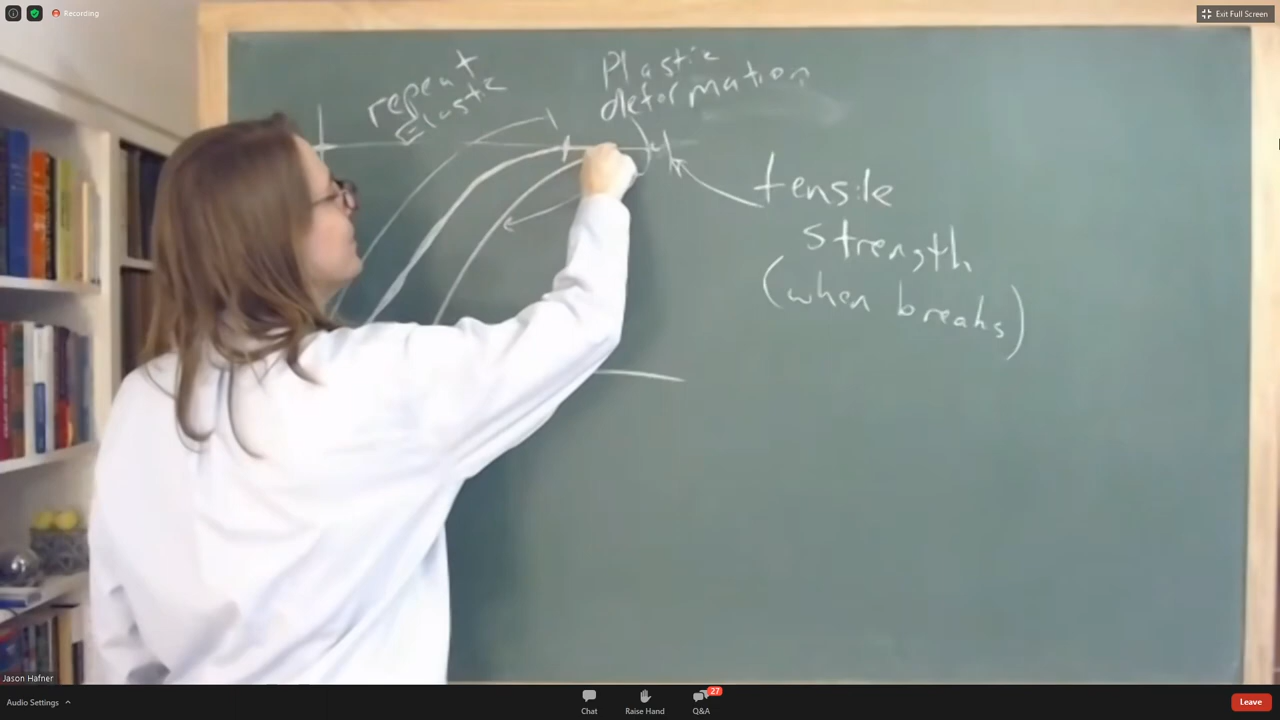 Recording
Exit Full Screen
repeat
Elastic
Plastic
deformation
tensile
strength
(when breaks)
Jason Hafner
Audio Settings
Chat
Raise Hand
27
Q&A
Leave